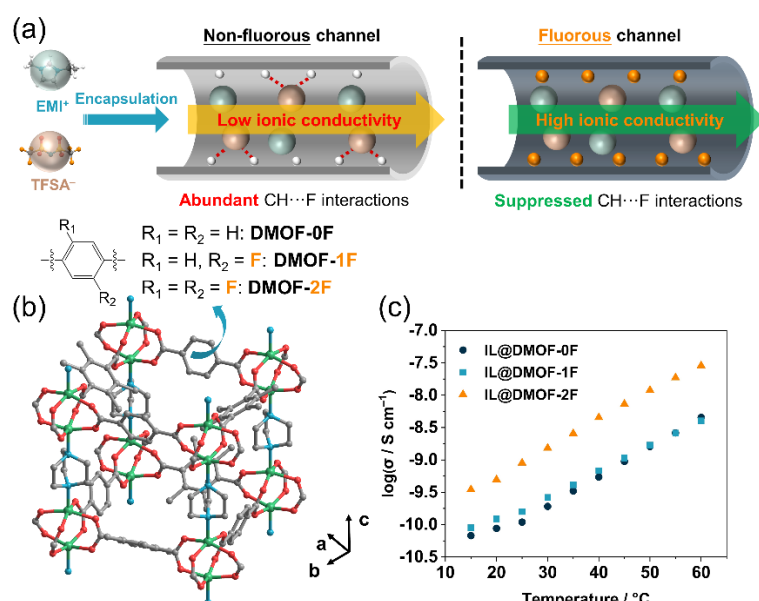 (a)
Non-fluorous channel
Fluorous channel
EMI⁺
Encapsulation
Low ionic conductivity
High ionic conductivity
TFSA⁻
Abundant CH···F interactions
Suppressed CH···F interactions
R₁
R₂
R₁ = R₂ = H: DMOF-0F
R₁ = H, R₂ = F: DMOF-1F
R₁ = R₂ = F: DMOF-2F
(b)
c
a
b
(c)
-7.0
-7.5
-8.0
-8.5
-9.0
-9.5
-10.0
-10.5
log(σ / S cm⁻¹)
IL@DMOF-0F
IL@DMOF-1F
IL@DMOF-2F
20 30 40 50 60
Temperature / °C